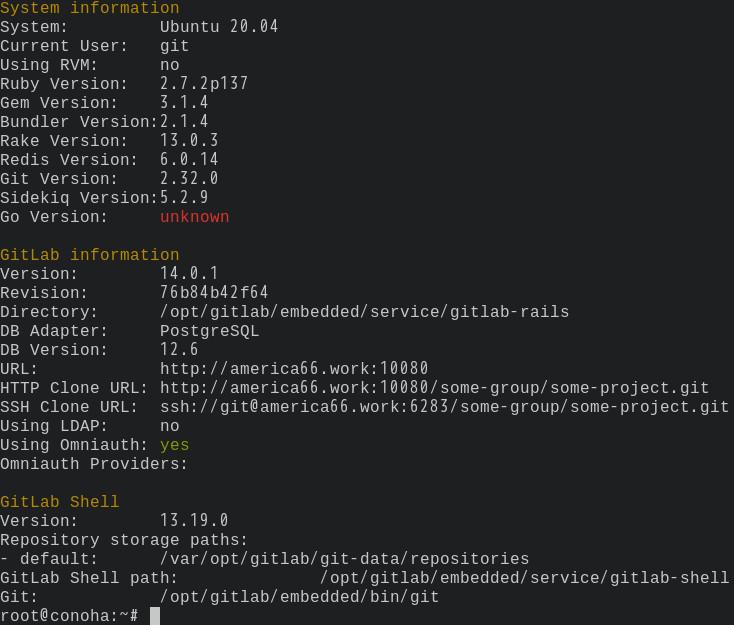 System information
System:         Ubuntu 20.04
Current User:   git
Using RVM:      no
Ruby Version:   2.7.2p137
Gem Version:    3.1.4
Bundler Version:2.1.4
Rake Version:   13.0.3
Redis Version:  6.0.14
Git Version:    2.32.0
Sidekiq Version:5.2.9
Go Version:     unknown

GitLab information
Version:        14.0.1
Revision:       76b84b42f64
Directory:      /opt/gitlab/embedded/service/gitlab-rails
DB Adapter:     PostgreSQL
DB Version:     12.6
URL:            http://america66.work:10080
HTTP Clone URL: http://america66.work:10080/some-group/some-project.git
SSH Clone URL:  ssh://git@america66.work:6283/some-group/some-project.git
Using LDAP:     no
Using Omniauth: yes
Omniauth Providers:

GitLab Shell
Version:        13.19.0
Repository storage paths:
- default:      /var/opt/gitlab/git-data/repositories
GitLab Shell path:              /opt/gitlab/embedded/service/gitlab-shell
Git:            /opt/gitlab/embedded/bin/git
root@conoha:~#